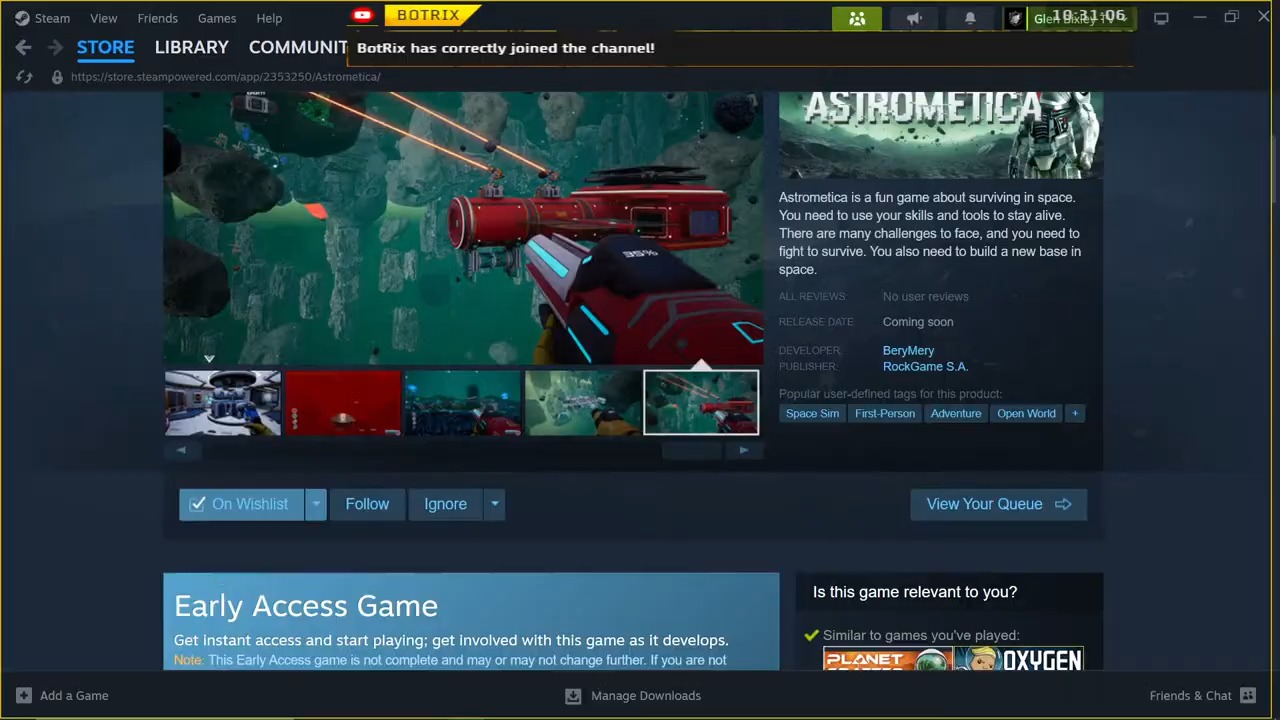 Steam View Friends Games Help
BOTRIX
Glen Bixley TV
10:31:06
STORE LIBRARY COMMUNIT
BotRix has correctly joined the channel!
https://store.steampowered.com/app/2353250/Astrometica/
35%
ASTROMETICA
Astrometica is a fun game about surviving in space.
You need to use your skills and tools to stay alive.
There are many challenges to face, and you need to
fight to survive. You also need to build a new base in
space.
ALL REVIEWS: No user reviews
RELEASE DATE: Coming soon
DEVELOPER: BeryMery
PUBLISHER: RockGame S.A.
Popular user-defined tags for this product:
Space Sim First-Person Adventure Open World +
On Wishlist Follow Ignore View Your Queue
Early Access Game
Get instant access and start playing; get involved with this game as it develops.
Note: This Early Access game is not complete and may or may not change further. If you are not
Is this game relevant to you?
Similar to games you've played:
PLANET
OXYGEN
Add a Game Manage Downloads Friends & Chat